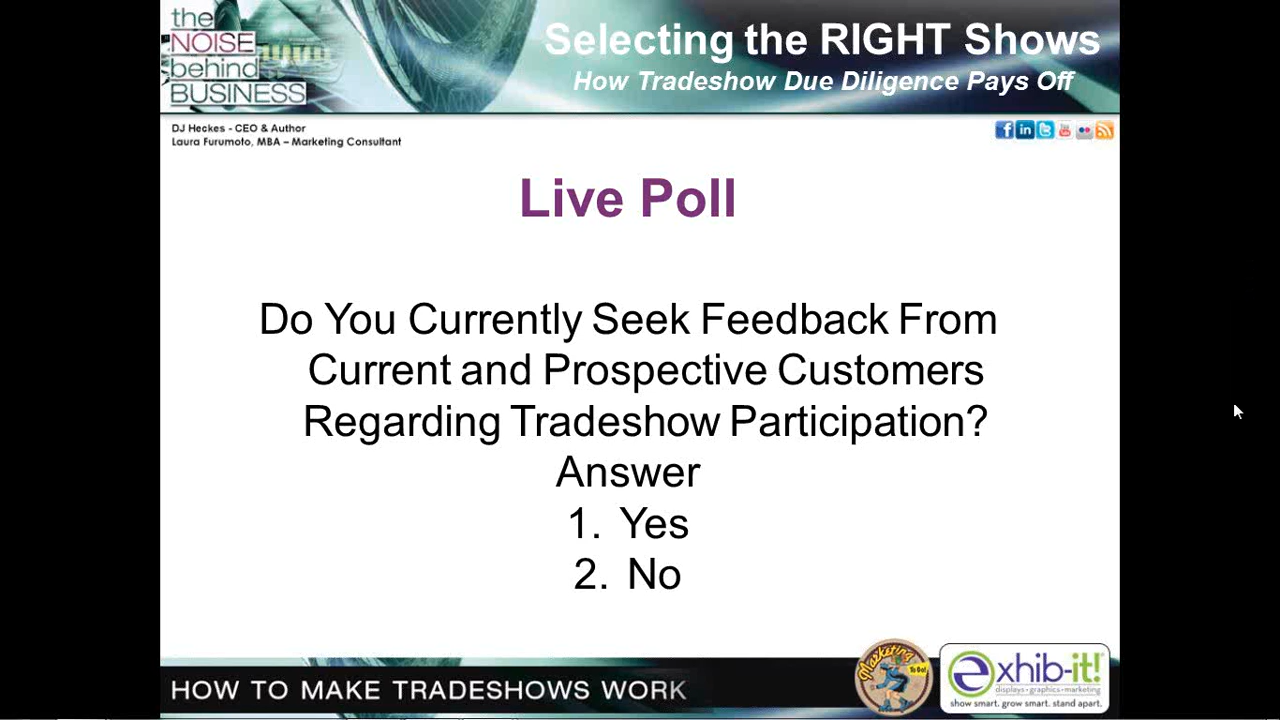 the
NOISE
behind
BUSINESS
Selecting the RIGHT Shows
How Tradeshow Due Diligence Pays Off
DJ Heckes - CEO & Author
Laura Furumoto, MBA – Marketing Consultant
Live Poll
Do You Currently Seek Feedback From
Current and Prospective Customers
Regarding Tradeshow Participation?
Answer
1. Yes
2. No
HOW TO MAKE TRADESHOWS WORK
Marketing
To Go!
exhib-it!
displays • graphics • marketing
show smart. grow smart. stand apart.